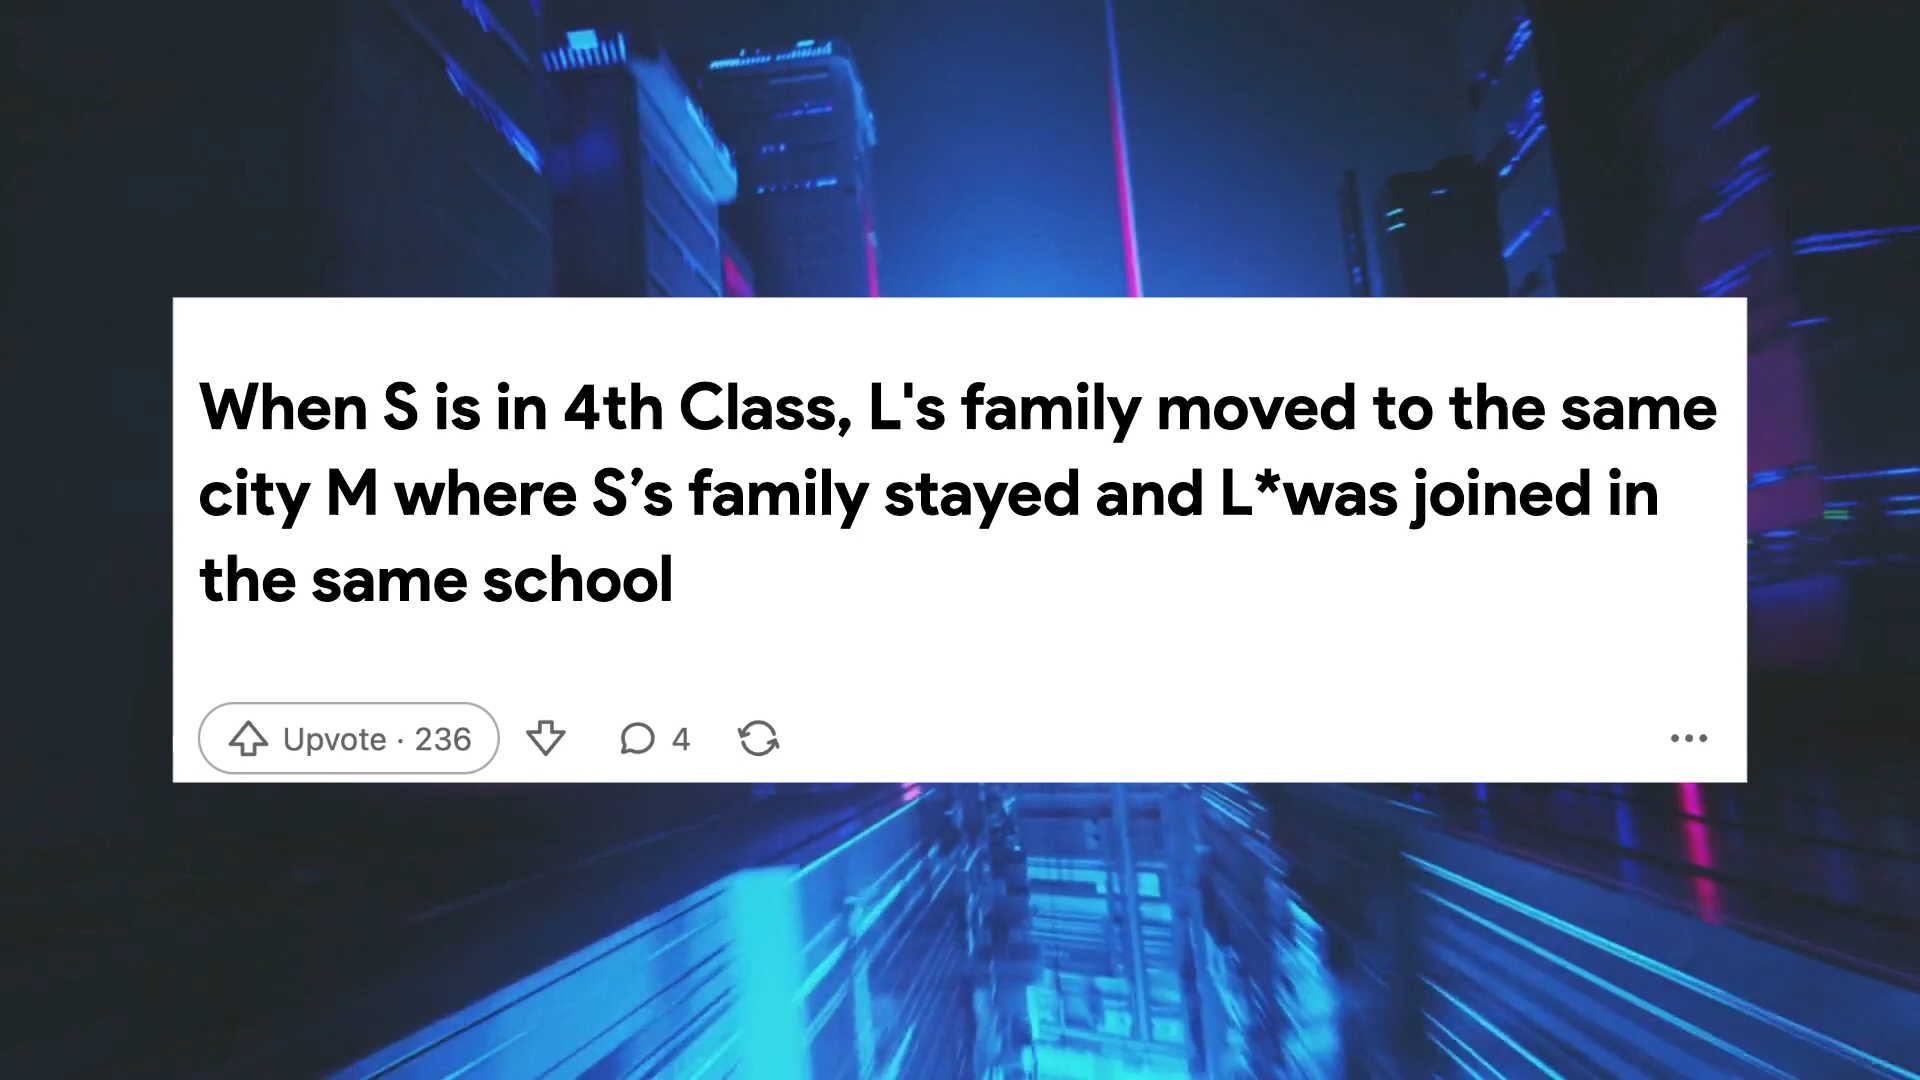 When S is in 4th Class, L's family moved to the same
city M where S’s family stayed and L*was joined in
the same school
Upvote · 236
4